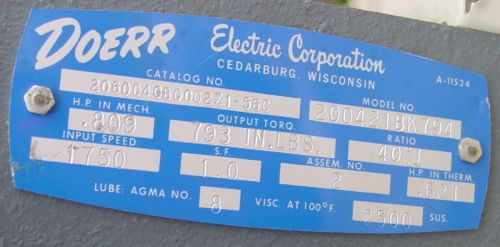 DOERR Electric Corporation
CEDARBURG, WISCONSIN A-11534
CATALOG NO. MODEL NO.
2060040B0002Z1-56C 200421BK794
H.P. IN MECH. OUTPUT TORQ. RATIO
.809 793 IN.LBS. 40:1
INPUT SPEED S.F. ASSEM. NO. H.P. IN THERM.
1750 1.0 2 .621
LUBE: AGMA NO. 8 VISC. AT 100°F. 2500 SUS.